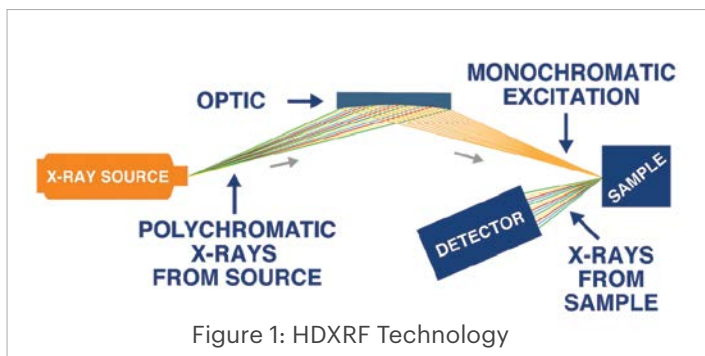 OPTIC
MONOCHROMATIC
EXCITATION
X-RAY SOURCE
SAMPLE
POLYCHROMATIC
X-RAYS
FROM SOURCE
DETECTOR
X-RAYS
FROM
SAMPLE
Figure 1: HDXRF Technology